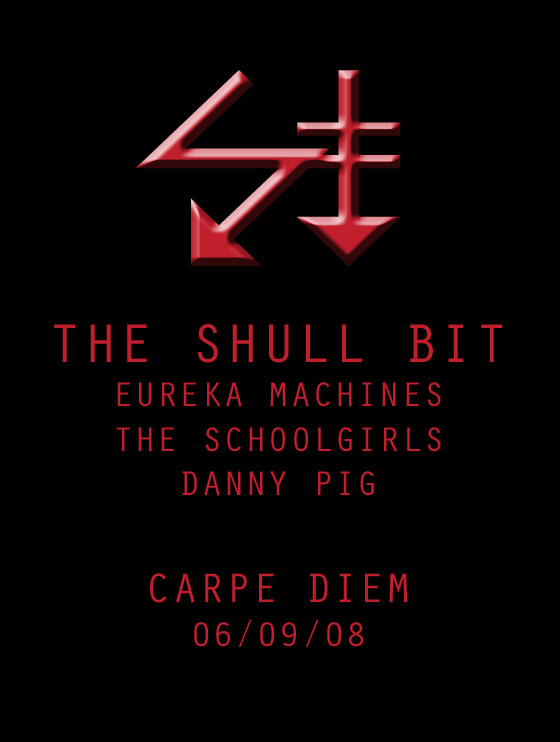 THE SHULL BIT
EUREKA MACHINES
THE SCHOOLGIRLS
DANNY PIG
CARPE DIEM
06/09/08